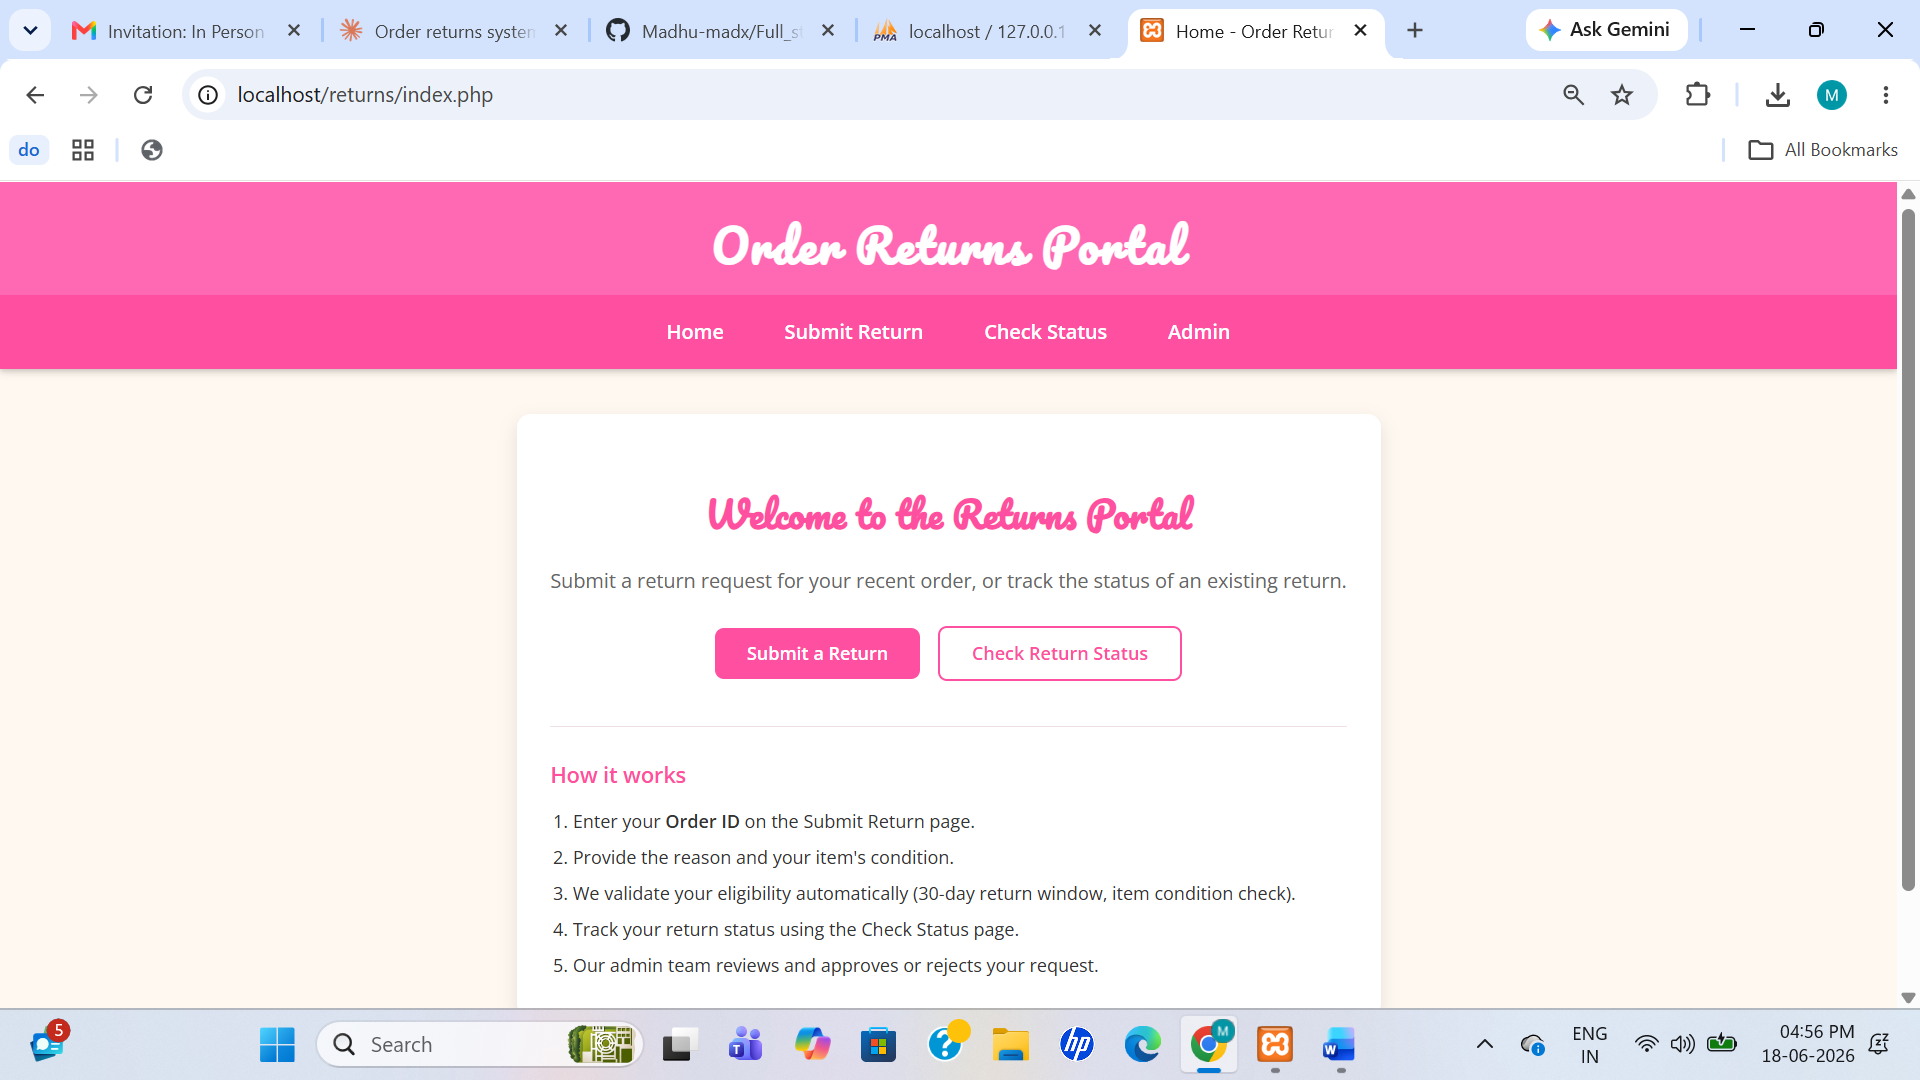 Invitation: In Person
Order returns system
Madhu-madx/Full_st
PMA
localhost / 127.0.0.1
Home - Order Retur
Ask Gemini
localhost/returns/index.php
M
do
All Bookmarks
Order Returns Portal
Home
Submit Return
Check Status
Admin
Welcome to the Returns Portal
Submit a return request for your recent order, or track the status of an existing return.
Submit a Return
Check Return Status
How it works
1. Enter your Order ID on the Submit Return page.
2. Provide the reason and your item's condition.
3. We validate your eligibility automatically (30-day return window, item condition check).
4. Track your return status using the Check Status page.
5. Our admin team reviews and approves or rejects your request.
5
Search
T
hp
M
W
ENG
IN
04:56 PM
18-06-2026